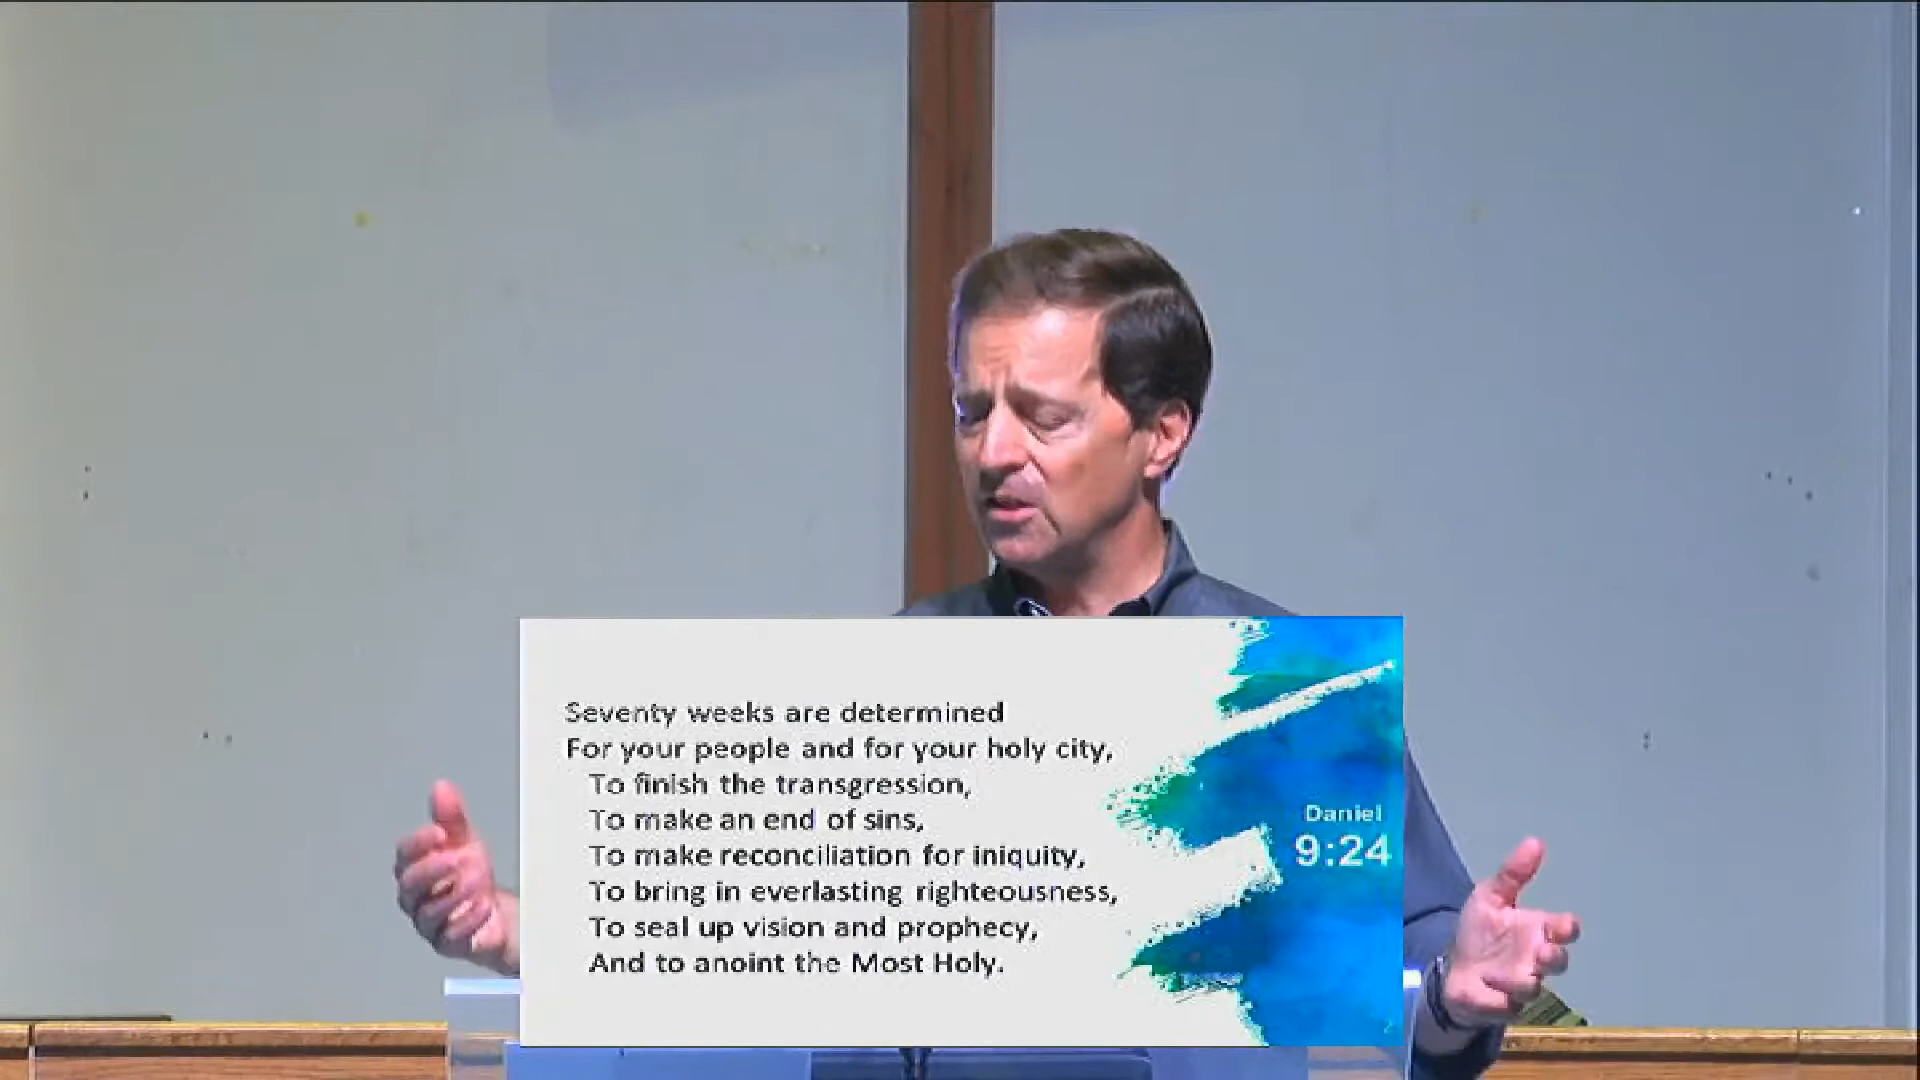 Seventy weeks are determined
For your people and for your holy city,
To finish the transgression,
To make an end of sins,
To make reconciliation for iniquity,
To bring in everlasting righteousness,
To seal up vision and prophecy,
And to anoint the Most Holy.
Daniel
9:24